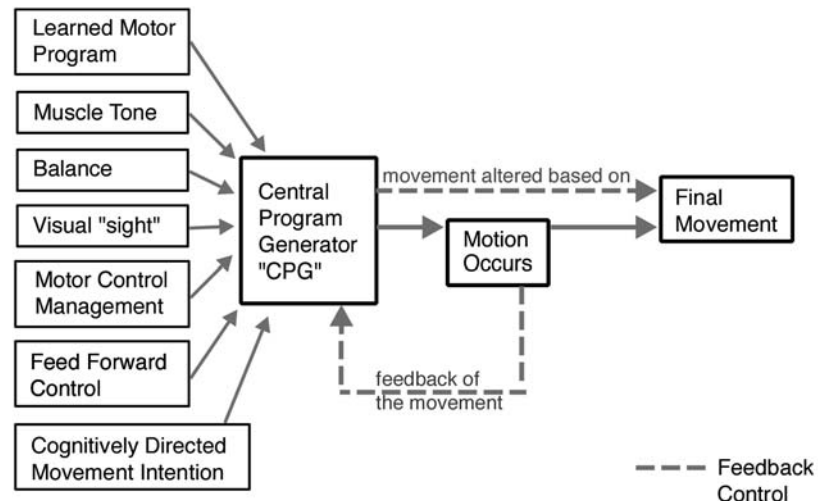 Learned Motor
Program
Muscle Tone
Balance
Visual "sight"
Motor Control
Management
Feed Forward
Control
Cognitively Directed
Movement Intention
Central
Program
Generator
"CPG"
movement altered based on
Motion
Occurs
Final
Movement
feedback of
the movement
Feedback
Control